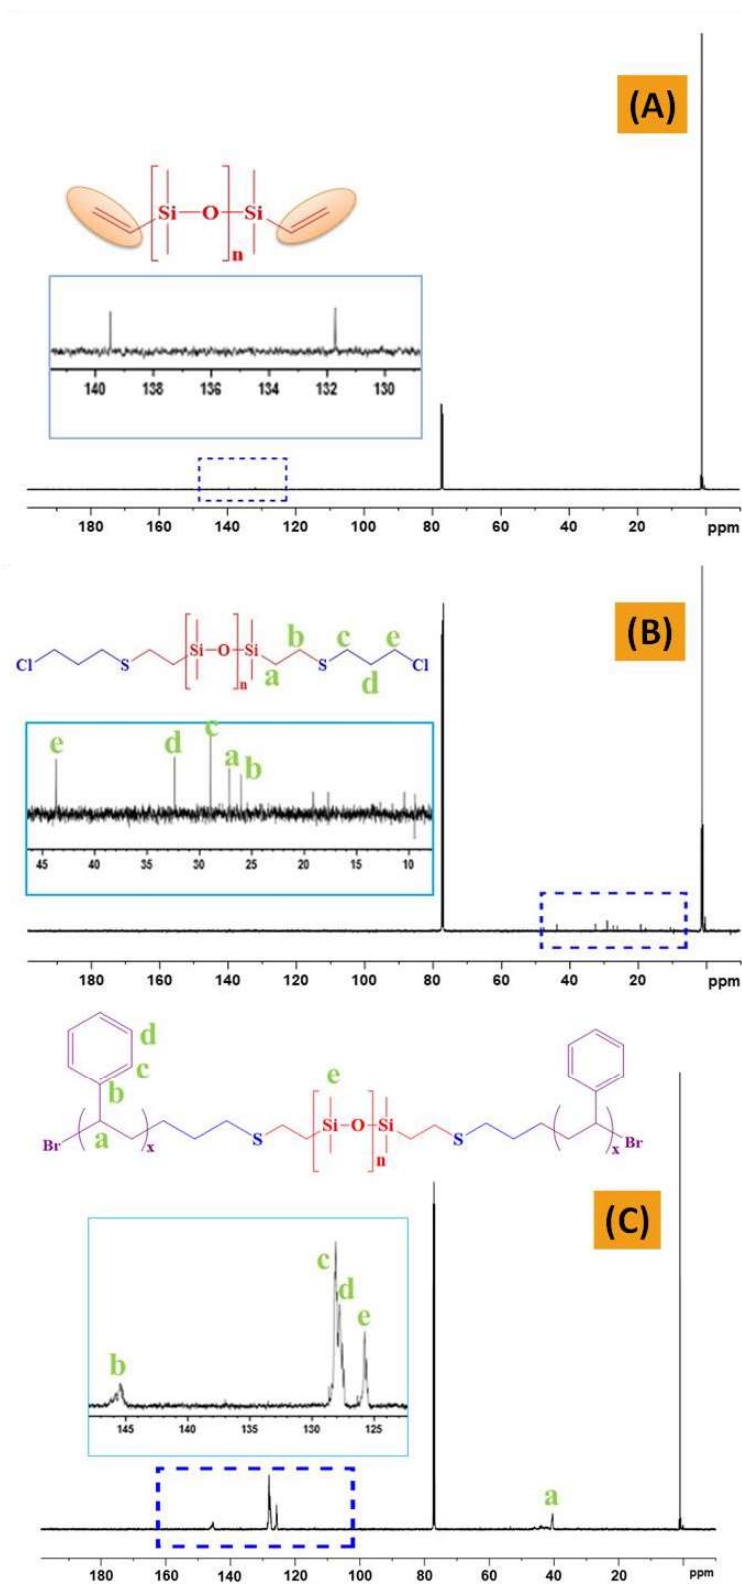 (A)
Si
O
Si
n
140 138 136 134 132 130
180 160 140 120 100 80 60 40 20 ppm
(B)
b c e
Cl S Si O Si n S Cl
a d
e d c a b
45 40 35 30 25 20 15 10
180 160 140 120 100 80 60 40 20 ppm
d
c
b
e
a
Br x S Si O Si n S x Br
(C)
c
d
e
b
145 140 135 130 125
a
180 160 140 120 100 80 60 40 20 ppm